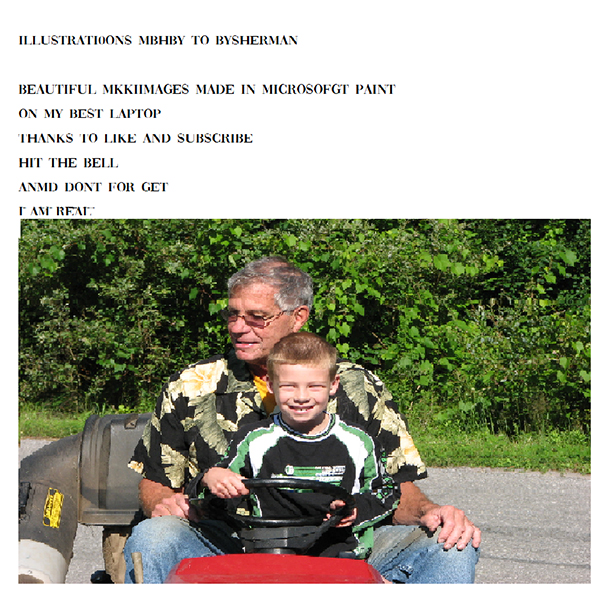 ILLUSTRATI0ONS MBHBY TO BYSHERMAN
BEAUTIFUL MKKIIMAGES MADE IN MICROSOFGT PAINT
ON MY BEST LAPTOP
THANKS TO LIKE AND SUBSCRIBE
HIT THE BELL
ANMD DONT FOR GET
I AM REAL